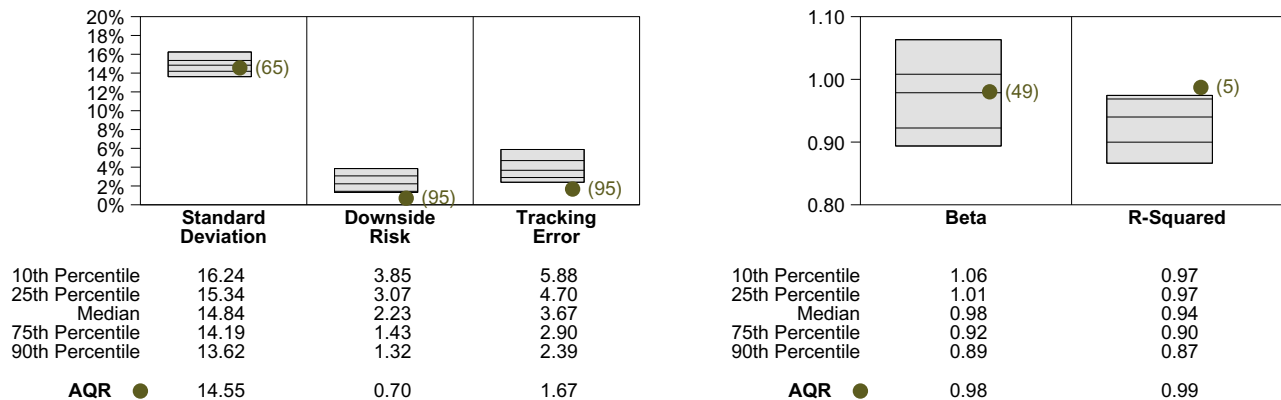 20%
18%
16%
14%
12%
10%
8%
6%
4%
2%
0%
(65)
(95)
(95)
Standard Deviation
Downside Risk
Tracking Error
10th Percentile 16.24 3.85 5.88
25th Percentile 15.34 3.07 4.70
Median 14.84 2.23 3.67
75th Percentile 14.19 1.43 2.90
90th Percentile 13.62 1.32 2.39
AQR 14.55 0.70 1.67
1.10
1.00
0.90
0.80
(49)
(5)
Beta
R-Squared
10th Percentile 1.06 0.97
25th Percentile 1.01 0.97
Median 0.98 0.94
75th Percentile 0.92 0.90
90th Percentile 0.89 0.87
AQR 0.98 0.99